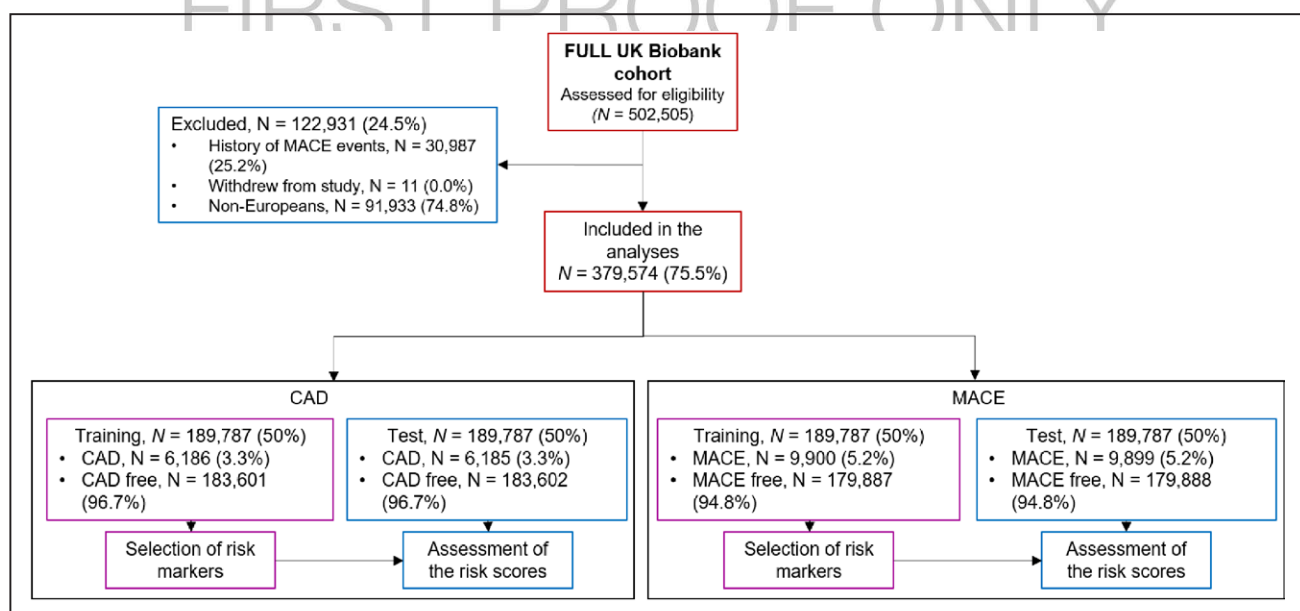 FIRST PROOF ONLY
FULL UK Biobank
cohort
Assessed for eligibility
(N = 502,505)
Excluded, N = 122,931 (24.5%)
• History of MACE events, N = 30,987
(25.2%)
• Withdrew from study, N = 11 (0.0%)
• Non-Europeans, N = 91,933 (74.8%)
Included in the
analyses
N = 379,574 (75.5%)
CAD
Training, N = 189,787 (50%)
• CAD, N = 6,186 (3.3%)
• CAD free, N = 183,601
(96.7%)
Test, N = 189,787 (50%)
• CAD, N = 6,185 (3.3%)
• CAD free, N = 183,602
(96.7%)
Selection of risk
markers
Assessment of
the risk scores
MACE
Training, N = 189,787 (50%)
• MACE, N = 9,900 (5.2%)
• MACE free, N = 179,887
(94.8%)
Test, N = 189,787 (50%)
• MACE, N = 9,899 (5.2%)
• MACE free, N = 179,888
(94.8%)
Selection of risk
markers
Assessment of
the risk scores